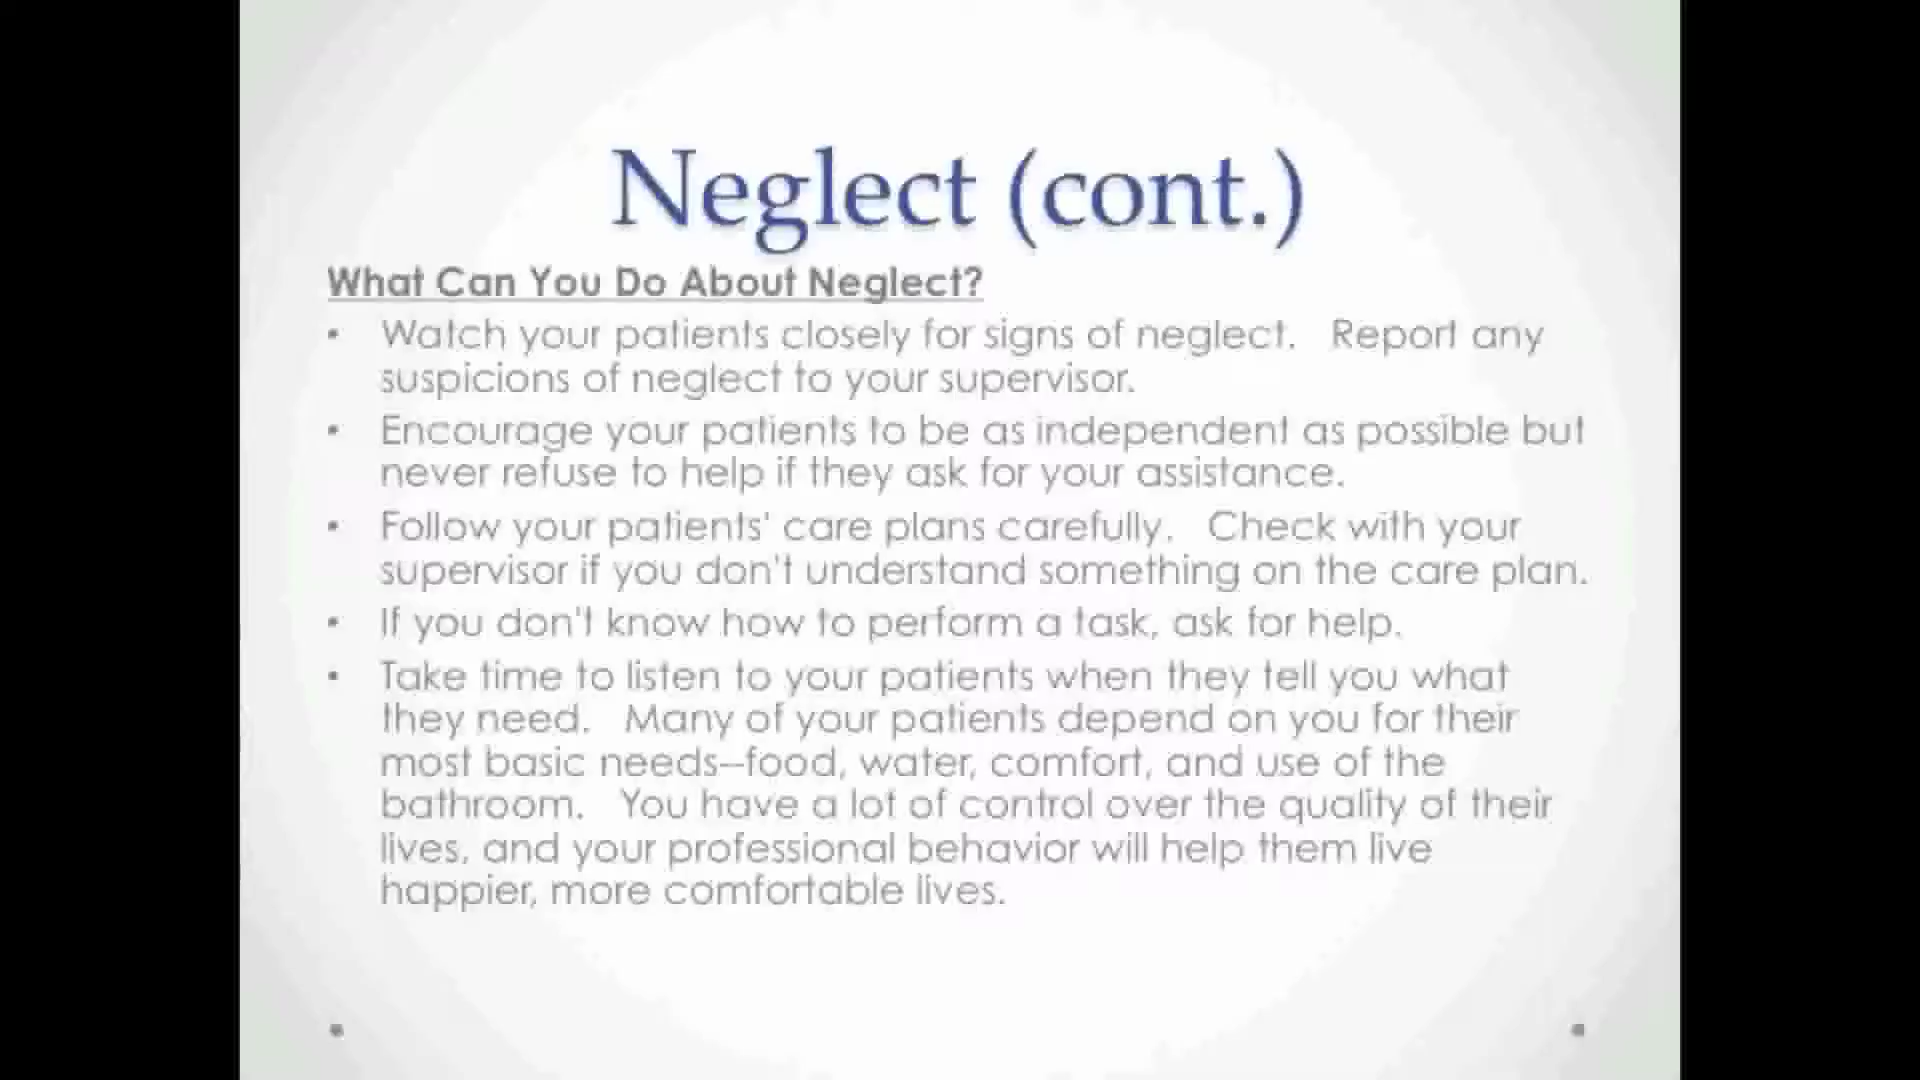 Neglect (cont.)
What Can You Do About Neglect?
• Watch your patients closely for signs of neglect. Report any
suspicions of neglect to your supervisor.
• Encourage your patients to be as independent as possible but
never refuse to help if they ask for your assistance.
• Follow your patients' care plans carefully. Check with your
supervisor if you don't understand something on the care plan.
• If you don't know how to perform a task, ask for help.
• Take time to listen to your patients when they tell you what
they need. Many of your patients depend on you for their
most basic needs--food, water, comfort, and use of the
bathroom. You have a lot of control over the quality of their
lives, and your professional behavior will help them live
happier, more comfortable lives.